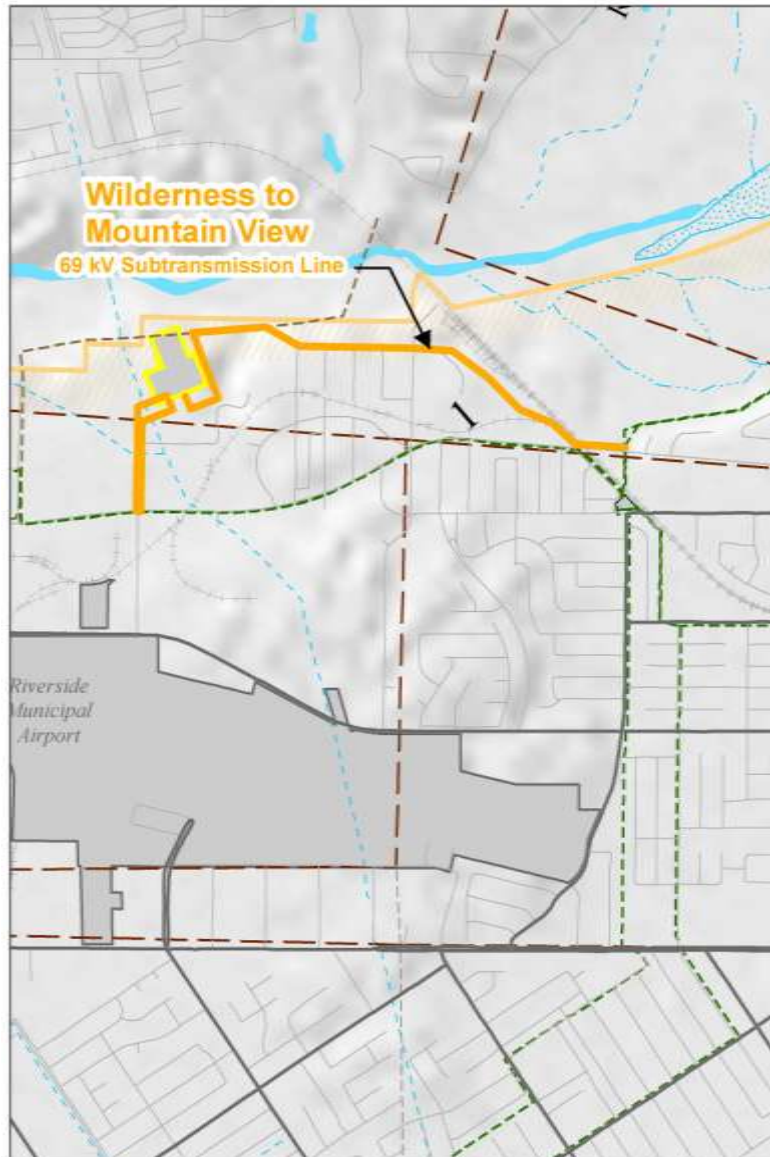 Wilderness to
Mountain View
69 kV Subtransmission Line
Riverside
Municipal
Airport